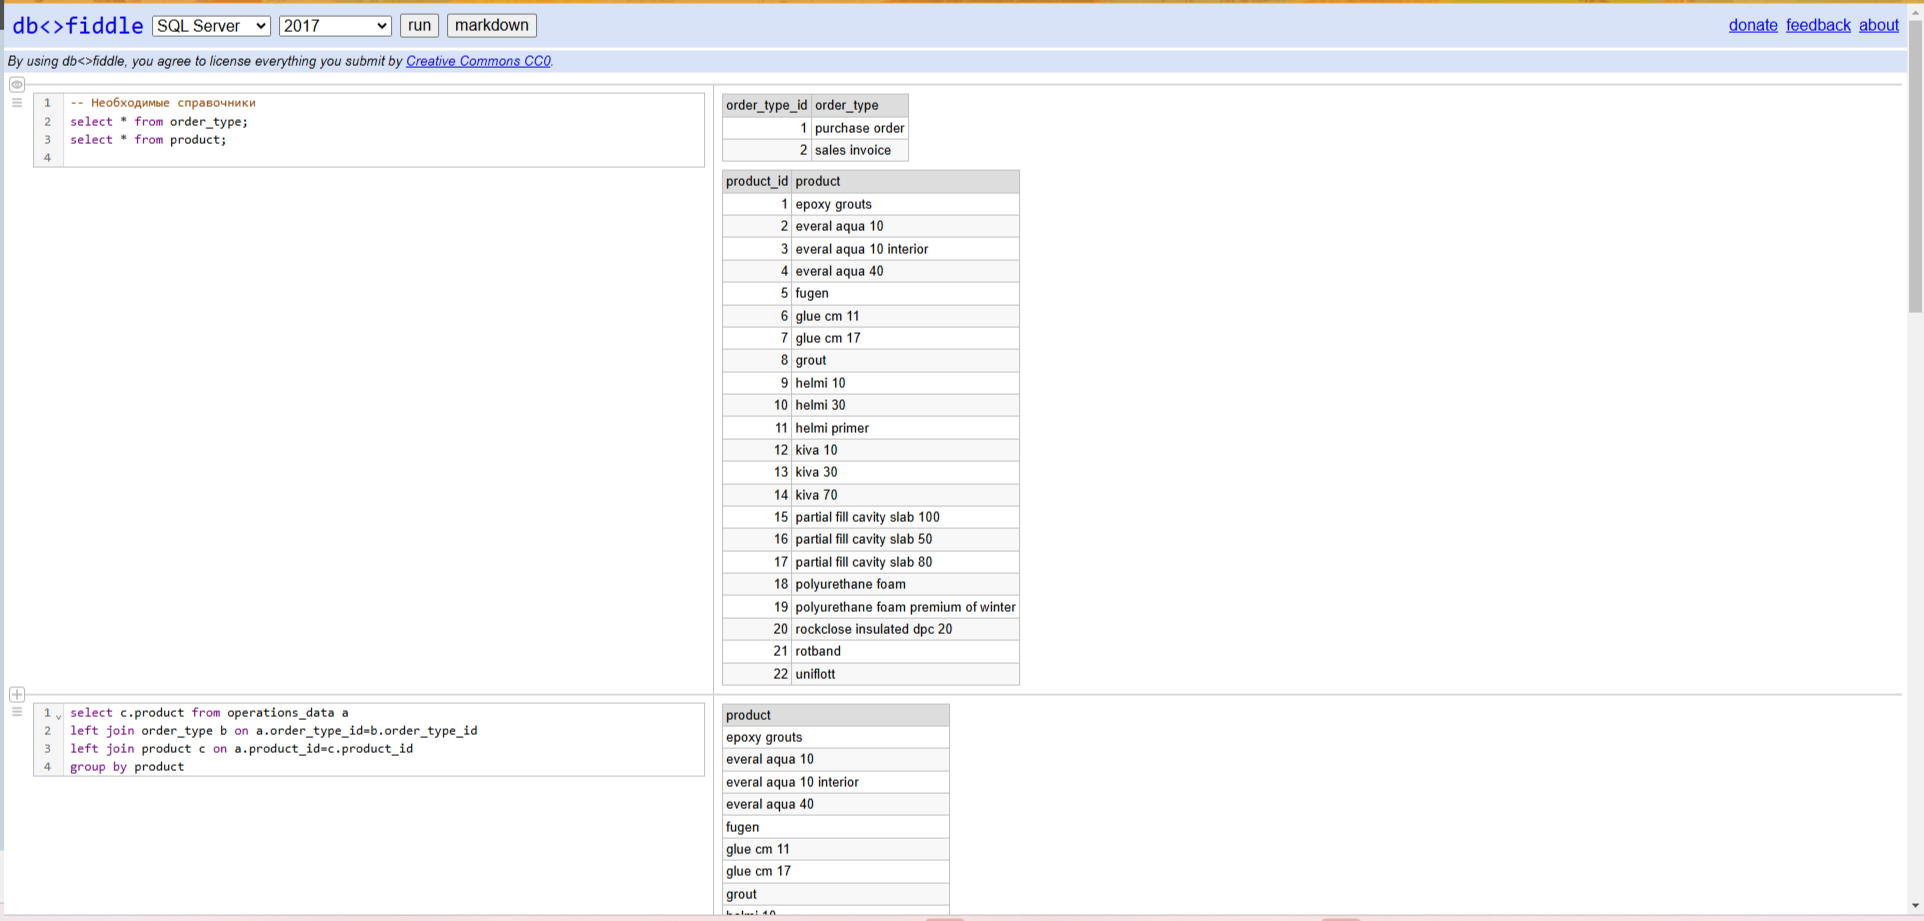 db<>fiddle SQL Server 2017 run markdown donate feedback about
By using db<>fiddle, you agree to license everything you submit by Creative Commons CC0.
1 -- Необходимые справочники
2 select * from order_type;
3 select * from product;
4
order_type_id order_type
1 purchase order
2 sales invoice
product_id product
1 epoxy grouts
2 everal aqua 10
3 everal aqua 10 interior
4 everal aqua 40
5 fugen
6 glue cm 11
7 glue cm 17
8 grout
9 helmi 10
10 helmi 30
11 helmi primer
12 kiva 10
13 kiva 30
14 kiva 70
15 partial fill cavity slab 100
16 partial fill cavity slab 50
17 partial fill cavity slab 80
18 polyurethane foam
19 polyurethane foam premium of winter
20 rockclose insulated dpc 20
21 rotband
22 uniflott
1 select c.product from operations_data a
2 left join order_type b on a.order_type_id=b.order_type_id
3 left join product c on a.product_id=c.product_id
4 group by product
product
epoxy grouts
everal aqua 10
everal aqua 10 interior
everal aqua 40
fugen
glue cm 11
glue cm 17
grout
helmi 10